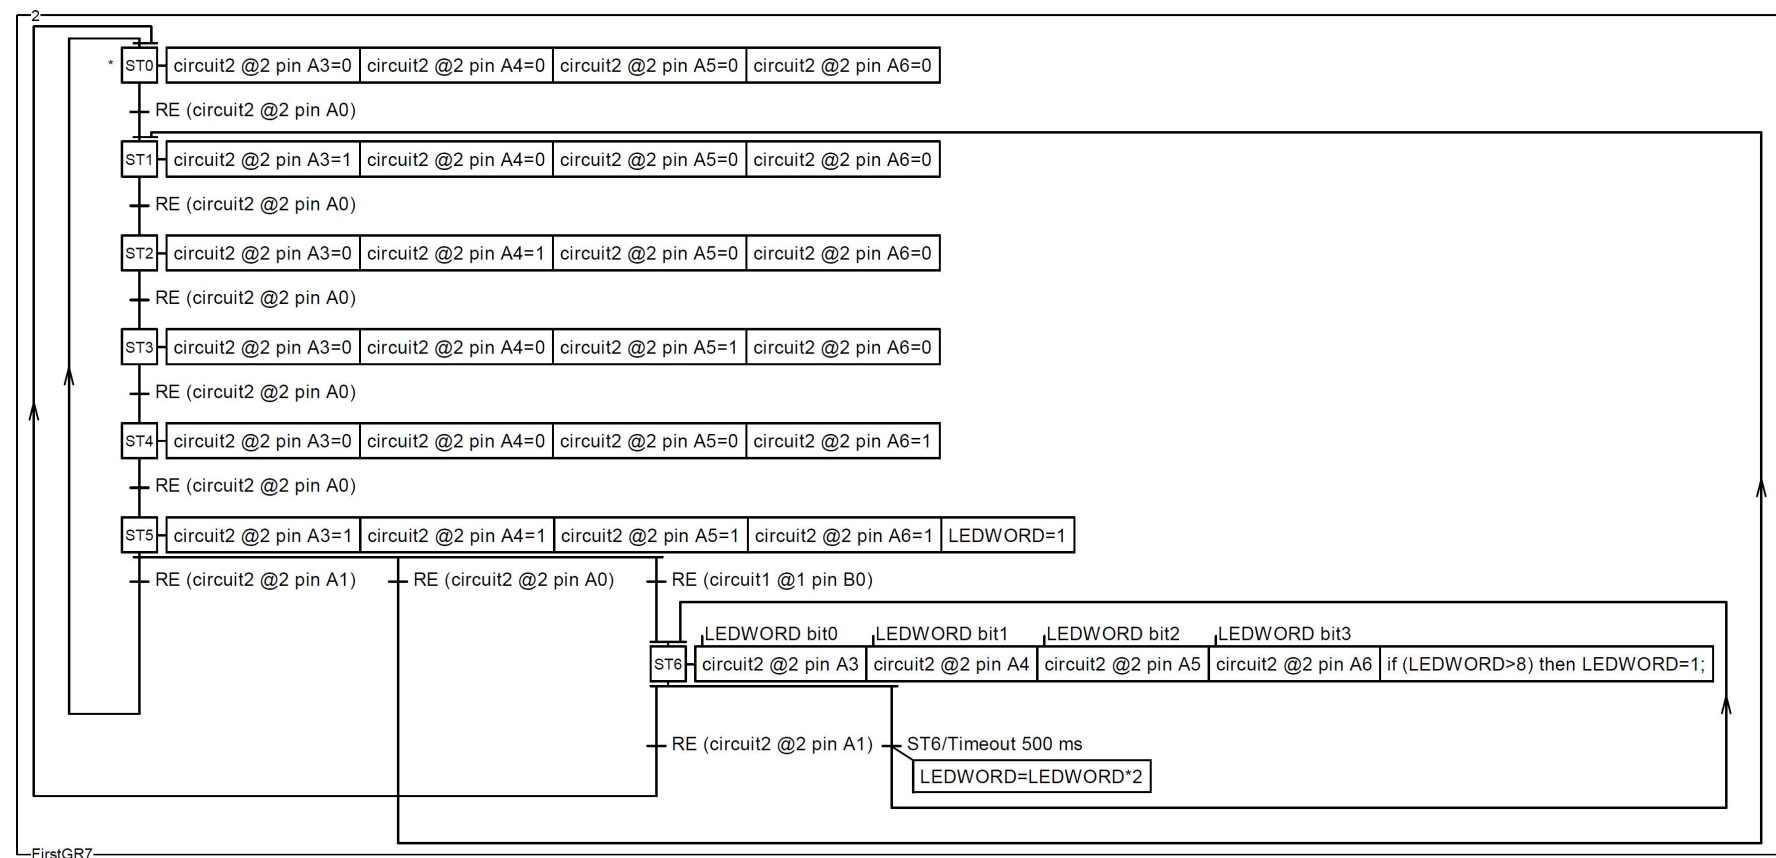 2
* ST0 circuit2 @2 pin A3=0 circuit2 @2 pin A4=0 circuit2 @2 pin A5=0 circuit2 @2 pin A6=0
RE (circuit2 @2 pin A0)
ST1 circuit2 @2 pin A3=1 circuit2 @2 pin A4=0 circuit2 @2 pin A5=0 circuit2 @2 pin A6=0
RE (circuit2 @2 pin A0)
ST2 circuit2 @2 pin A3=0 circuit2 @2 pin A4=1 circuit2 @2 pin A5=0 circuit2 @2 pin A6=0
RE (circuit2 @2 pin A0)
ST3 circuit2 @2 pin A3=0 circuit2 @2 pin A4=0 circuit2 @2 pin A5=1 circuit2 @2 pin A6=0
RE (circuit2 @2 pin A0)
ST4 circuit2 @2 pin A3=0 circuit2 @2 pin A4=0 circuit2 @2 pin A5=0 circuit2 @2 pin A6=1
RE (circuit2 @2 pin A0)
ST5 circuit2 @2 pin A3=1 circuit2 @2 pin A4=1 circuit2 @2 pin A5=1 circuit2 @2 pin A6=1 LEDWORD=1
RE (circuit2 @2 pin A1) RE (circuit2 @2 pin A0) RE (circuit1 @1 pin B0)
LEDWORD bit0 LEDWORD bit1 LEDWORD bit2 LEDWORD bit3
ST6 circuit2 @2 pin A3 circuit2 @2 pin A4 circuit2 @2 pin A5 circuit2 @2 pin A6 if (LEDWORD>8) then LEDWORD=1;
RE (circuit2 @2 pin A1) ST6/Timeout 500 ms
LEDWORD=LEDWORD*2
FirstGR7